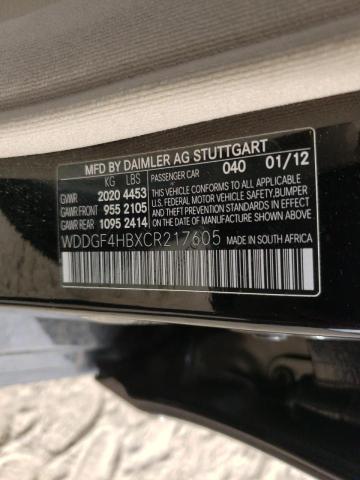 MFD BY DAIMLER AG STUTTGART
KG LBS PASSENGER CAR 040 01/12
GVWR 2020 4453 THIS VEHICLE CONFORMS TO ALL APPLICABLE
GAWR FRONT 955 2105 U.S. FEDERAL MOTOR VEHICLE SAFETY, BUMPER
GAWR REAR 1095 2414 AND THEFT PREVENTION STANDARDS IN EFFECT
ON THE DATE OF MANUFACTURE SHOWN ABOVE.
WDDGF4HBXCR217605 MADE IN SOUTH AFRICA